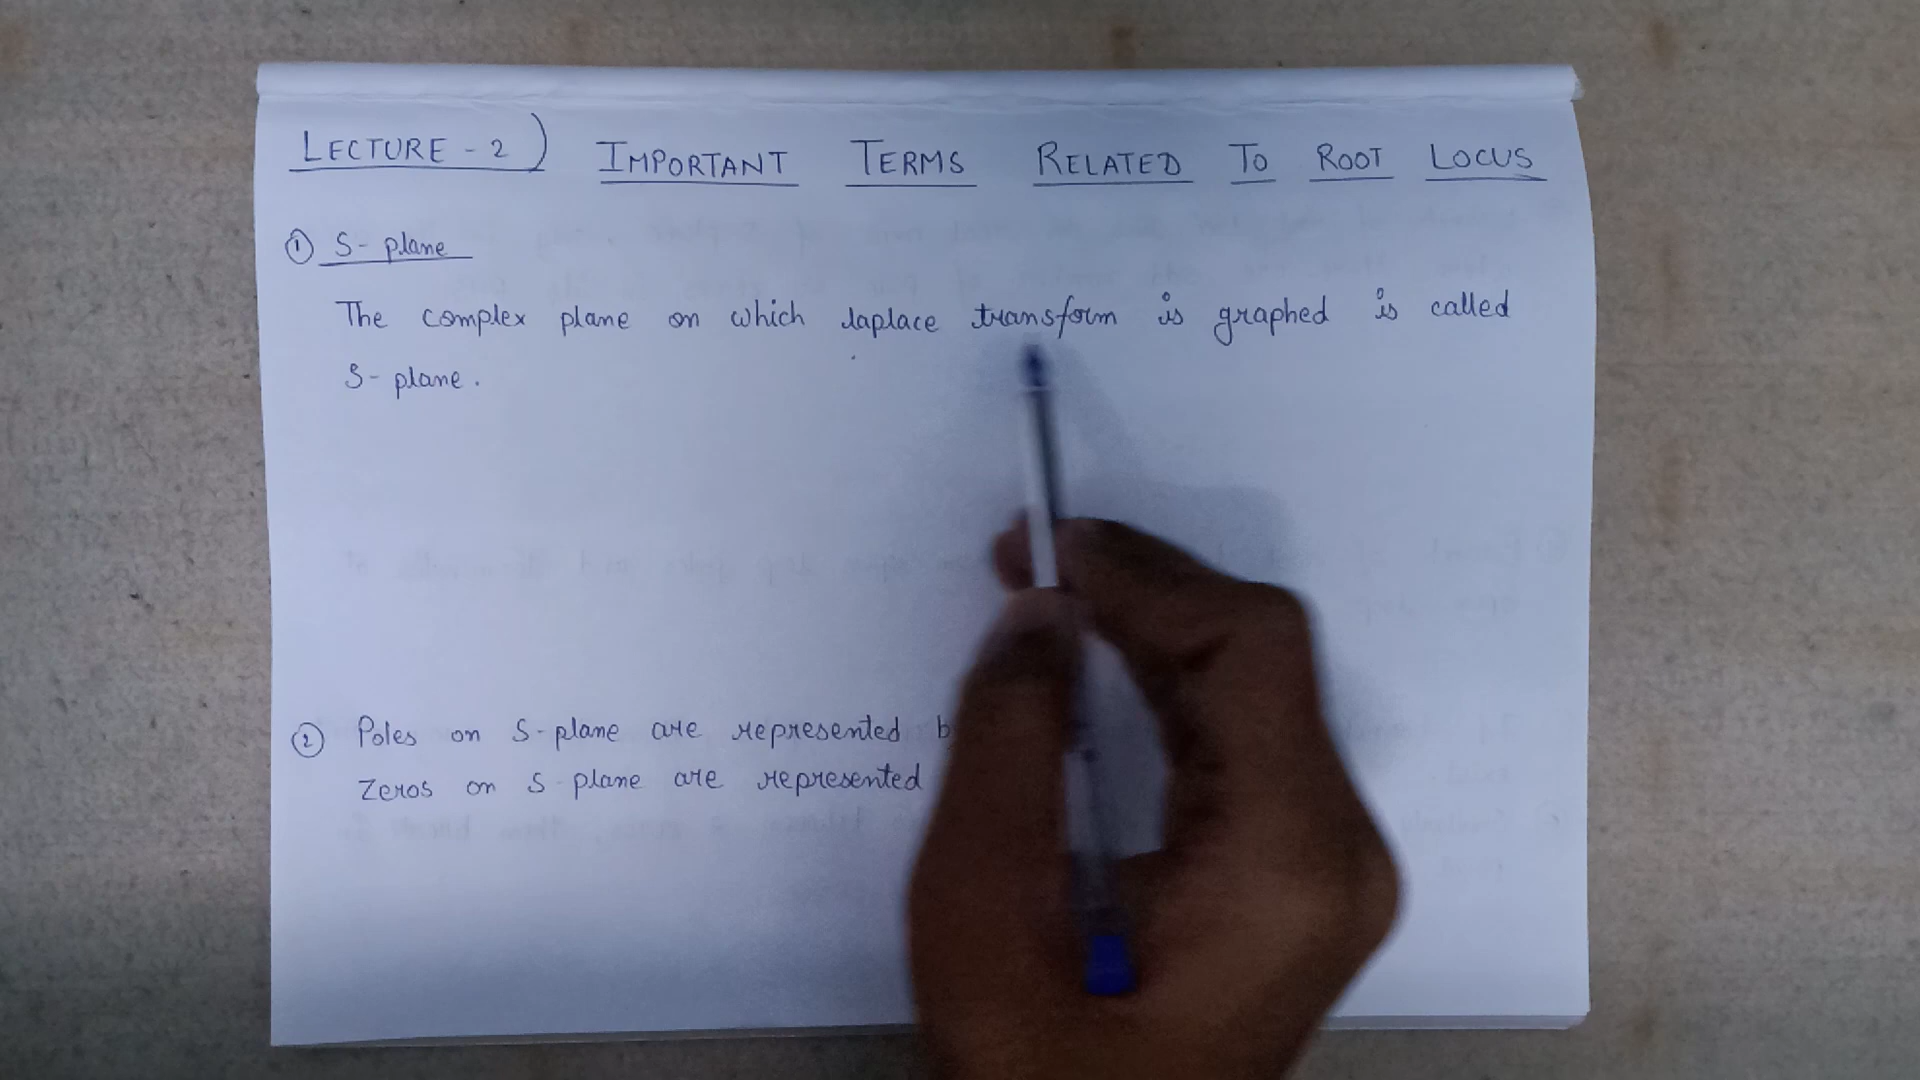 LECTURE - 2) IMPORTANT TERMS RELATED TO ROOT LOCUS
① S- plane
The complex plane on which laplace transform is graphed is called
S- plane.
② Poles on S-plane are represented
Zeros on S plane are represented